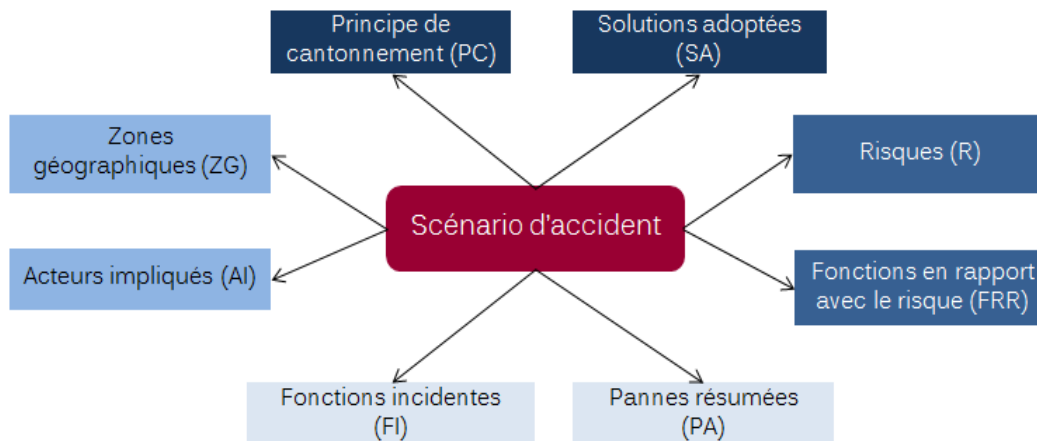 Principe de
cantonnement (PC)
Solutions adoptées
(SA)
Zones
géographiques (ZG)
Risques (R)
Scénario d'accident
Acteurs impliqués (AI)
Fonctions en rapport
avec le risque (FRR)
Fonctions incidentes
(FI)
Pannes résumées
(PA)